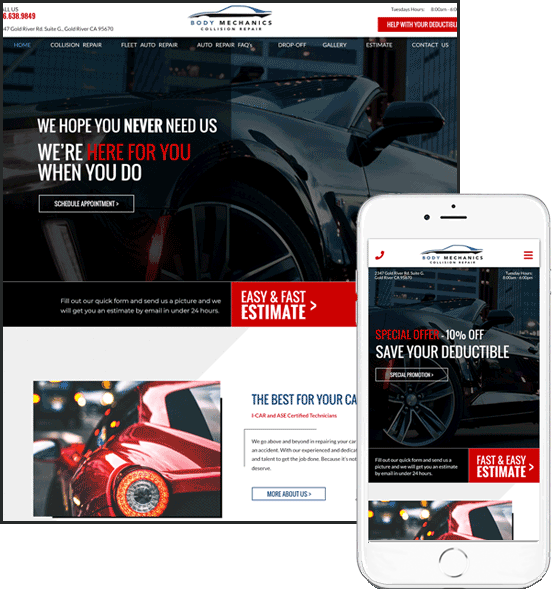 ALL US
6.638.9849
347 Gold River Rd. Suite G., Gold River CA 95670
BODY MECHANICS
COLLISION REPAIR
Tuesdays Hours: 8:00am - 6:00
HELP WITH YOUR DEDUCTIBL
HOME COLLISION REPAIR FLEET AUTO REPAIR AUTO REPAIR FAQ's DROP-OFF GALLERY ESTIMATE CONTACT US
WE HOPE YOU NEVER NEED US
WE'RE HERE FOR YOU
WHEN YOU DO
SCHEDULE APPOINTMENT >
Fill out our quick form and send us a picture and we
will get you an estimate by email in under 24 hours.
EASY & FAST
ESTIMATE >
THE BEST FOR YOUR CA
I-CAR and ASE Certified Technicians
We go above and beyond in repairing your car
an accident. With our experienced and dedica
and talent to get the job done. Because it's not
deserve.
MORE ABOUT US >
BODY MECHANICS
COLLISION REPAIR
2347 Gold River Rd. Suite G,
Gold River CA 95670
Tuesday Hours:
8:00am - 6:00pm
SPECIAL OFFER - 10% OFF
SAVE YOUR DEDUCTIBLE
SPECIAL PROMOTION >
Fill out our quick form and send us a
picture and we will get you an estimate
by email in under 24 hours.
FAST & EASY
ESTIMATE >